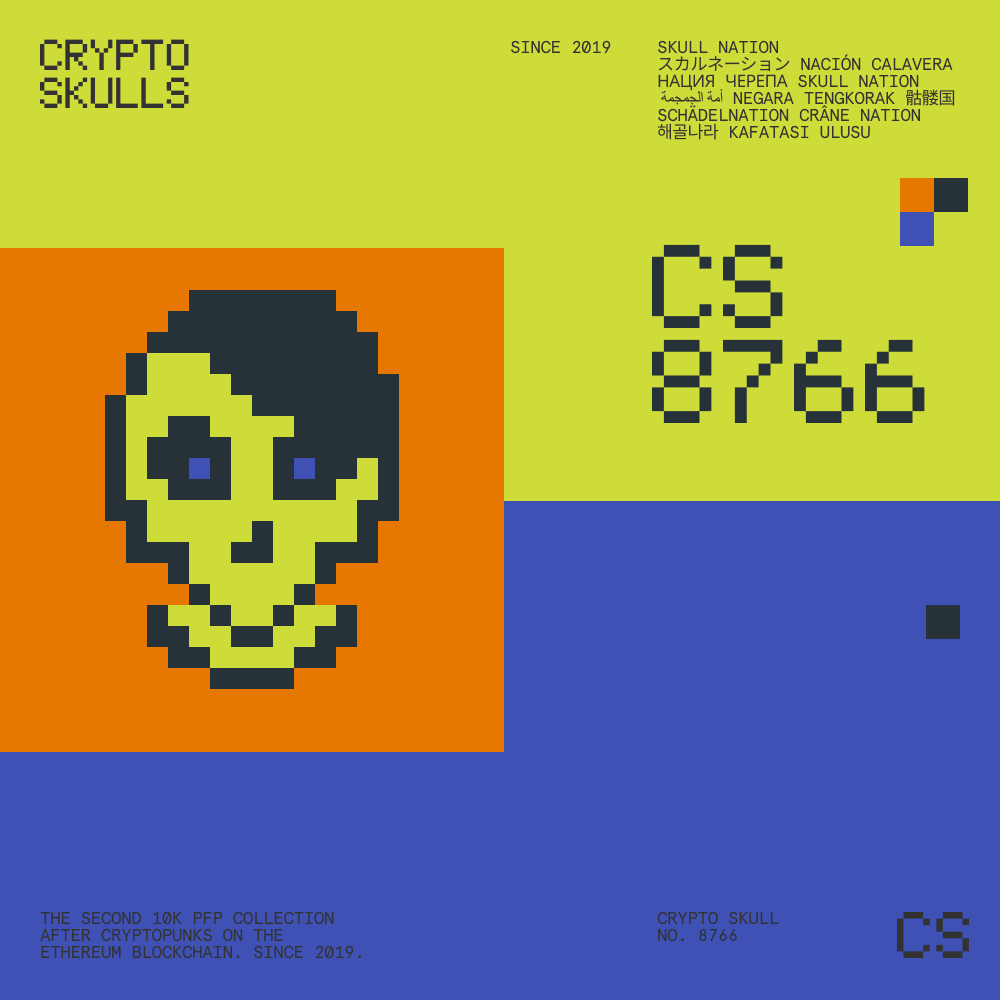 CRYPTO
SKULLS
SINCE 2019
SKULL NATION
スカルネーション NACIÓN CALAVERA
НАЦИЯ ЧЕРЕПА SKULL NATION
أمة الجمجمة NEGARA TENGKORAK 骷髅国
SCHÄDELNATION CRÂNE NATION
해골나라 KAFATASI ULUSU
CS
8766
THE SECOND 10K PFP COLLECTION
AFTER CRYPTOPUNKS ON THE
ETHEREUM BLOCKCHAIN. SINCE 2019.
CRYPTO SKULL
NO. 8766
CS